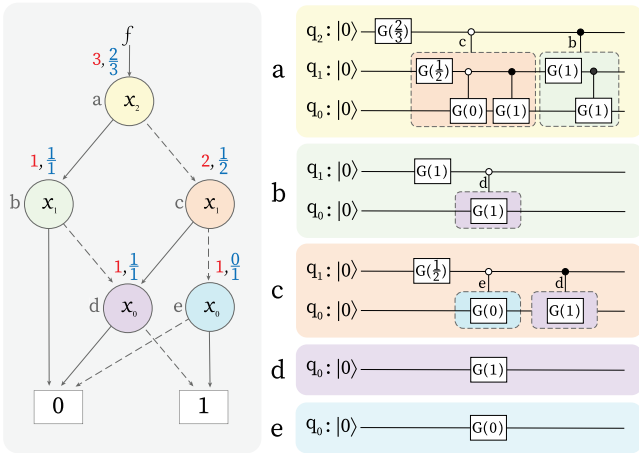 f
3, 2/3
a x₂
1, 1/1
2, 1/2
b x₁
c x₁
1, 1/1
1, 0/1
d x₀
e x₀
0 1
a
q₂: |0⟩ G(2/3) c b
q₁: |0⟩ G(1/2) G(1)
q₀: |0⟩ G(0) G(1) G(1)
b
q₁: |0⟩ G(1) d
q₀: |0⟩ G(1)
c
q₁: |0⟩ G(1/2) e d
q₀: |0⟩ G(0) G(1)
d
q₀: |0⟩ G(1)
e
q₀: |0⟩ G(0)